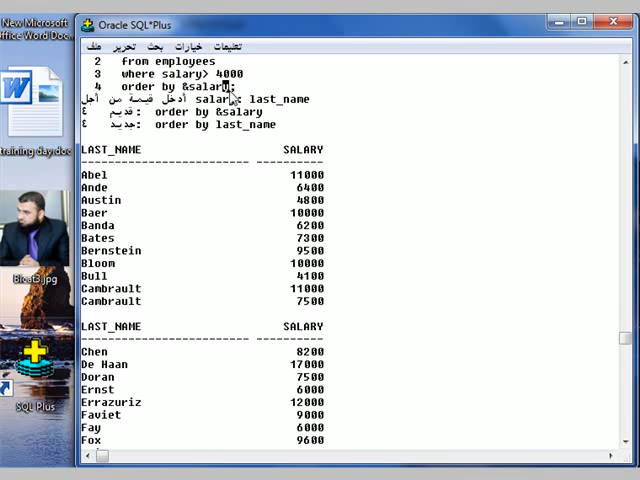 New Microsoft
Office Word Doc...
training day.doc
Bloat3.jpg
SQL Plus
Oracle SQL*Plus
ملف تحرير بحث خيارات تعليمات
2 from employees
3 where salary> 4000
4 order by &salary;
أدخل قيمة من أجل salary: last_name
قديم ٤: order by &salary
جديد ٤: order by last_name
LAST_NAME SALARY
------------------------- ----------
Abel 11000
Ande 6400
Austin 4800
Baer 10000
Banda 6200
Bates 7300
Bernstein 9500
Bloom 10000
Bull 4100
Cambrault 11000
Cambrault 7500
LAST_NAME SALARY
------------------------- ----------
Chen 8200
De Haan 17000
Doran 7500
Ernst 6000
Errazuriz 12000
Faviet 9000
Fay 6000
Fox 9600